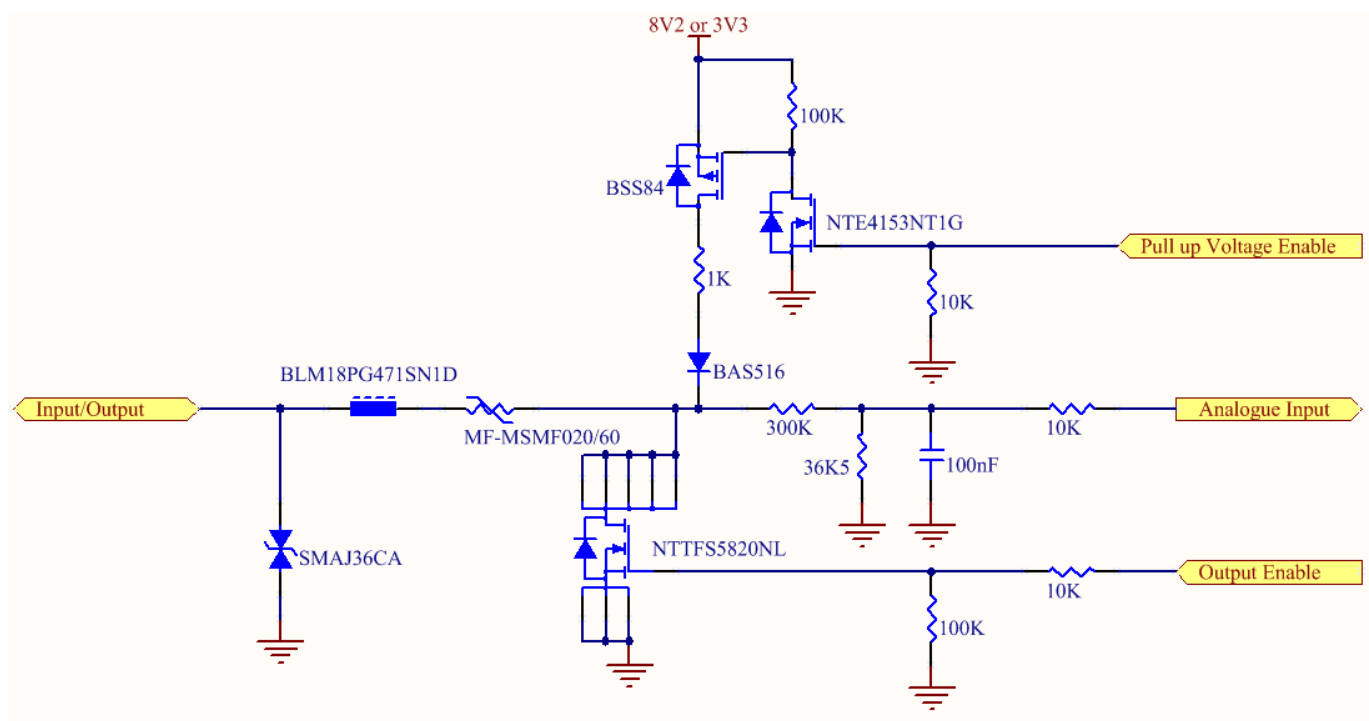 8V2 or 3V3
100K
BSS84
NTE4153NT1G
Pull up Voltage Enable
1K
10K
BAS516
BLM18PG471SN1D
Input/Output
MF-MSMF020/60
300K
10K
Analogue Input
36K5
100nF
SMAJ36CA
NTTFS5820NL
Output Enable
10K
100K